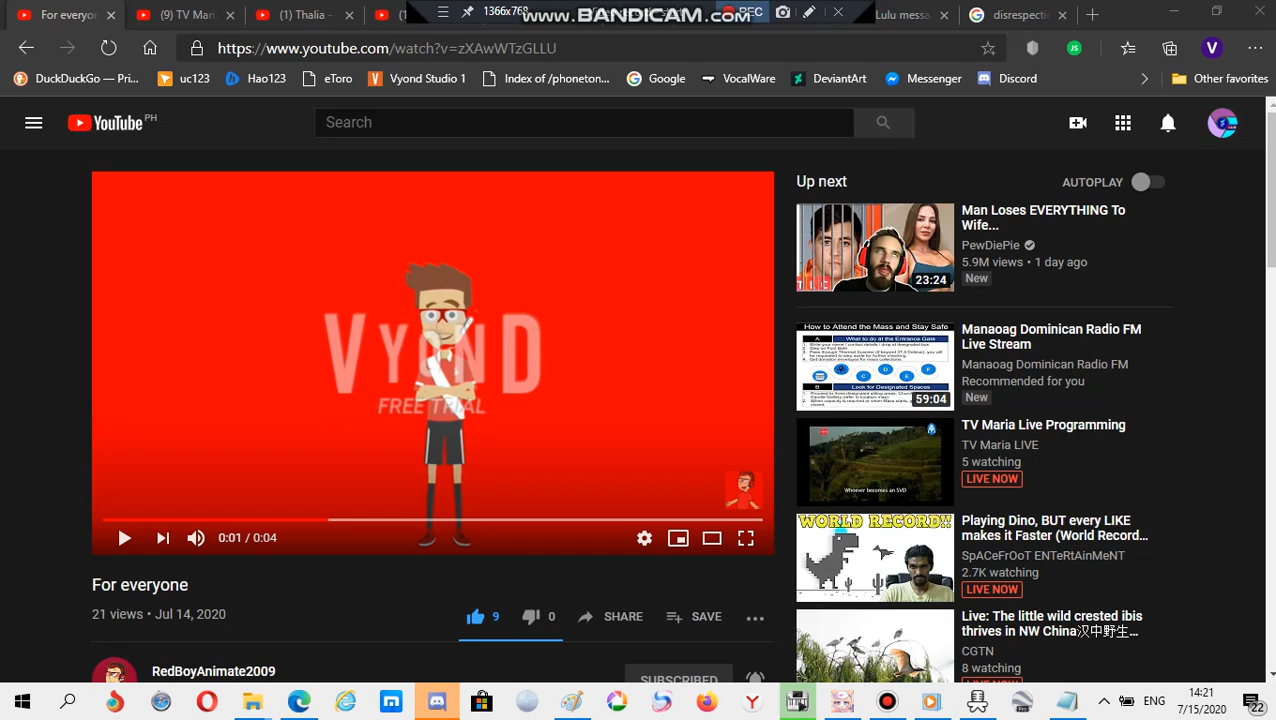 For everyone
(9) TV Mari
(1) Thalia -
(1
1366x768
www.BANDICAM.com
REC
Lulu messa
disrespecti
https://www.youtube.com/watch?v=zXAwWTzGLLU
DuckDuckGo — Pri...
uc123
Hao123
eToro
Vyond Studio 1
Index of /phoneton...
Google
VocalWare
DeviantArt
Messenger
Discord
Other favorites
YouTube PH
Search
VYOND
FREE TRIAL
0:01 / 0:04
For everyone
21 views • Jul 14, 2020
9
0
SHARE
SAVE
RedBoyAnimate2009
SUBSCRIBED
Up next
AUTOPLAY
Man Loses EVERYTHING To
Wife...
PewDiePie
5.9M views • 1 day ago
New
23:24
How to Attend the Mass and Stay Safe
A
What to do at the Entrance Gate
B
Look for Designated Spaces
59:04
Manaoag Dominican Radio FM
Live Stream
Manaoag Dominican Radio FM
Recommended for you
New
Whoever becomes an SVD
TV Maria Live Programming
TV Maria LIVE
5 watching
LIVE NOW
WORLD RECORD!!
Playing Dino, BUT every LIKE
makes it Faster (World Record...
SpACeFrOoT ENTeRtAinMeNT
2.7K watching
LIVE NOW
Live: The little wild crested ibis
thrives in NW China汉中野生...
CGTN
8 watching
ENG
14:21
7/15/2020
22